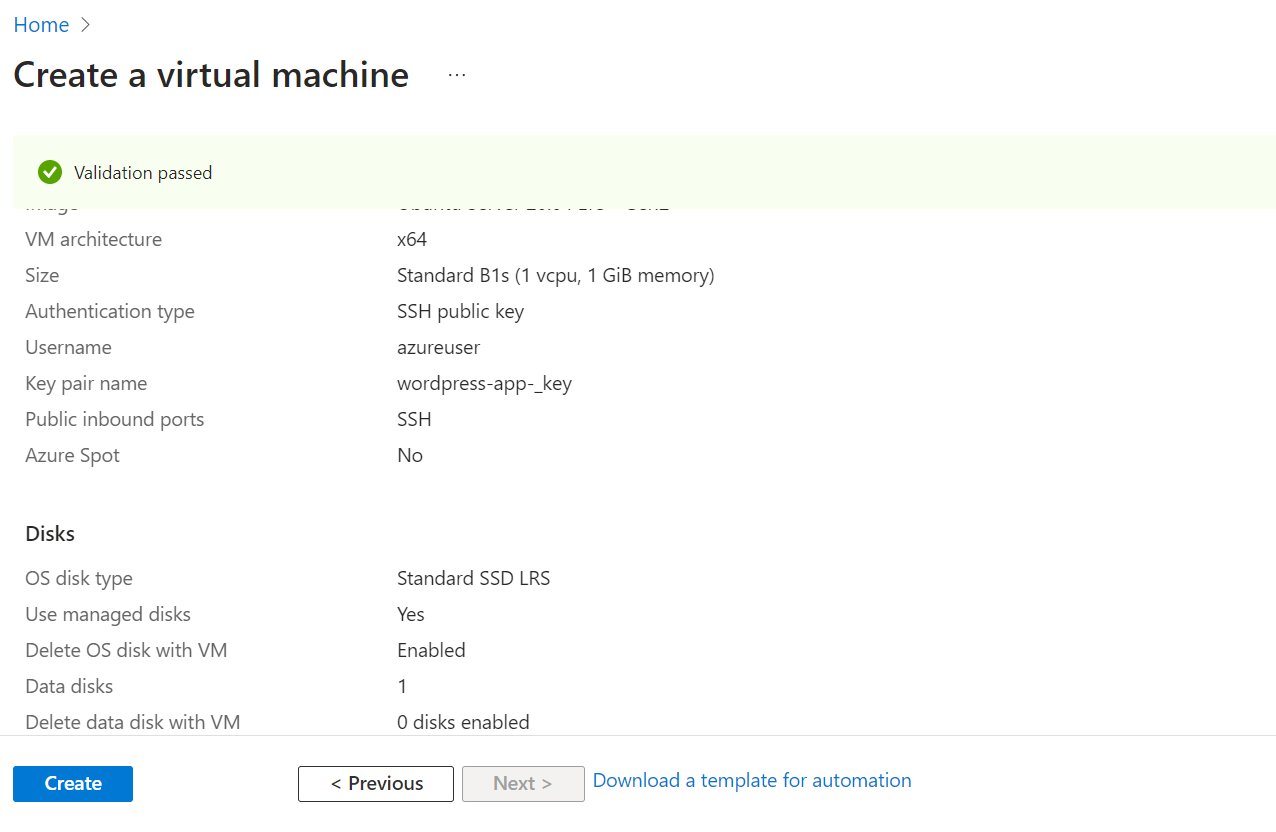 Home >
Create a virtual machine ...
Validation passed
VM architecture x64
Size Standard B1s (1 vcpu, 1 GiB memory)
Authentication type SSH public key
Username azureuser
Key pair name wordpress-app-_key
Public inbound ports SSH
Azure Spot No
Disks
OS disk type Standard SSD LRS
Use managed disks Yes
Delete OS disk with VM Enabled
Data disks 1
Delete data disk with VM 0 disks enabled
Create < Previous Next > Download a template for automation